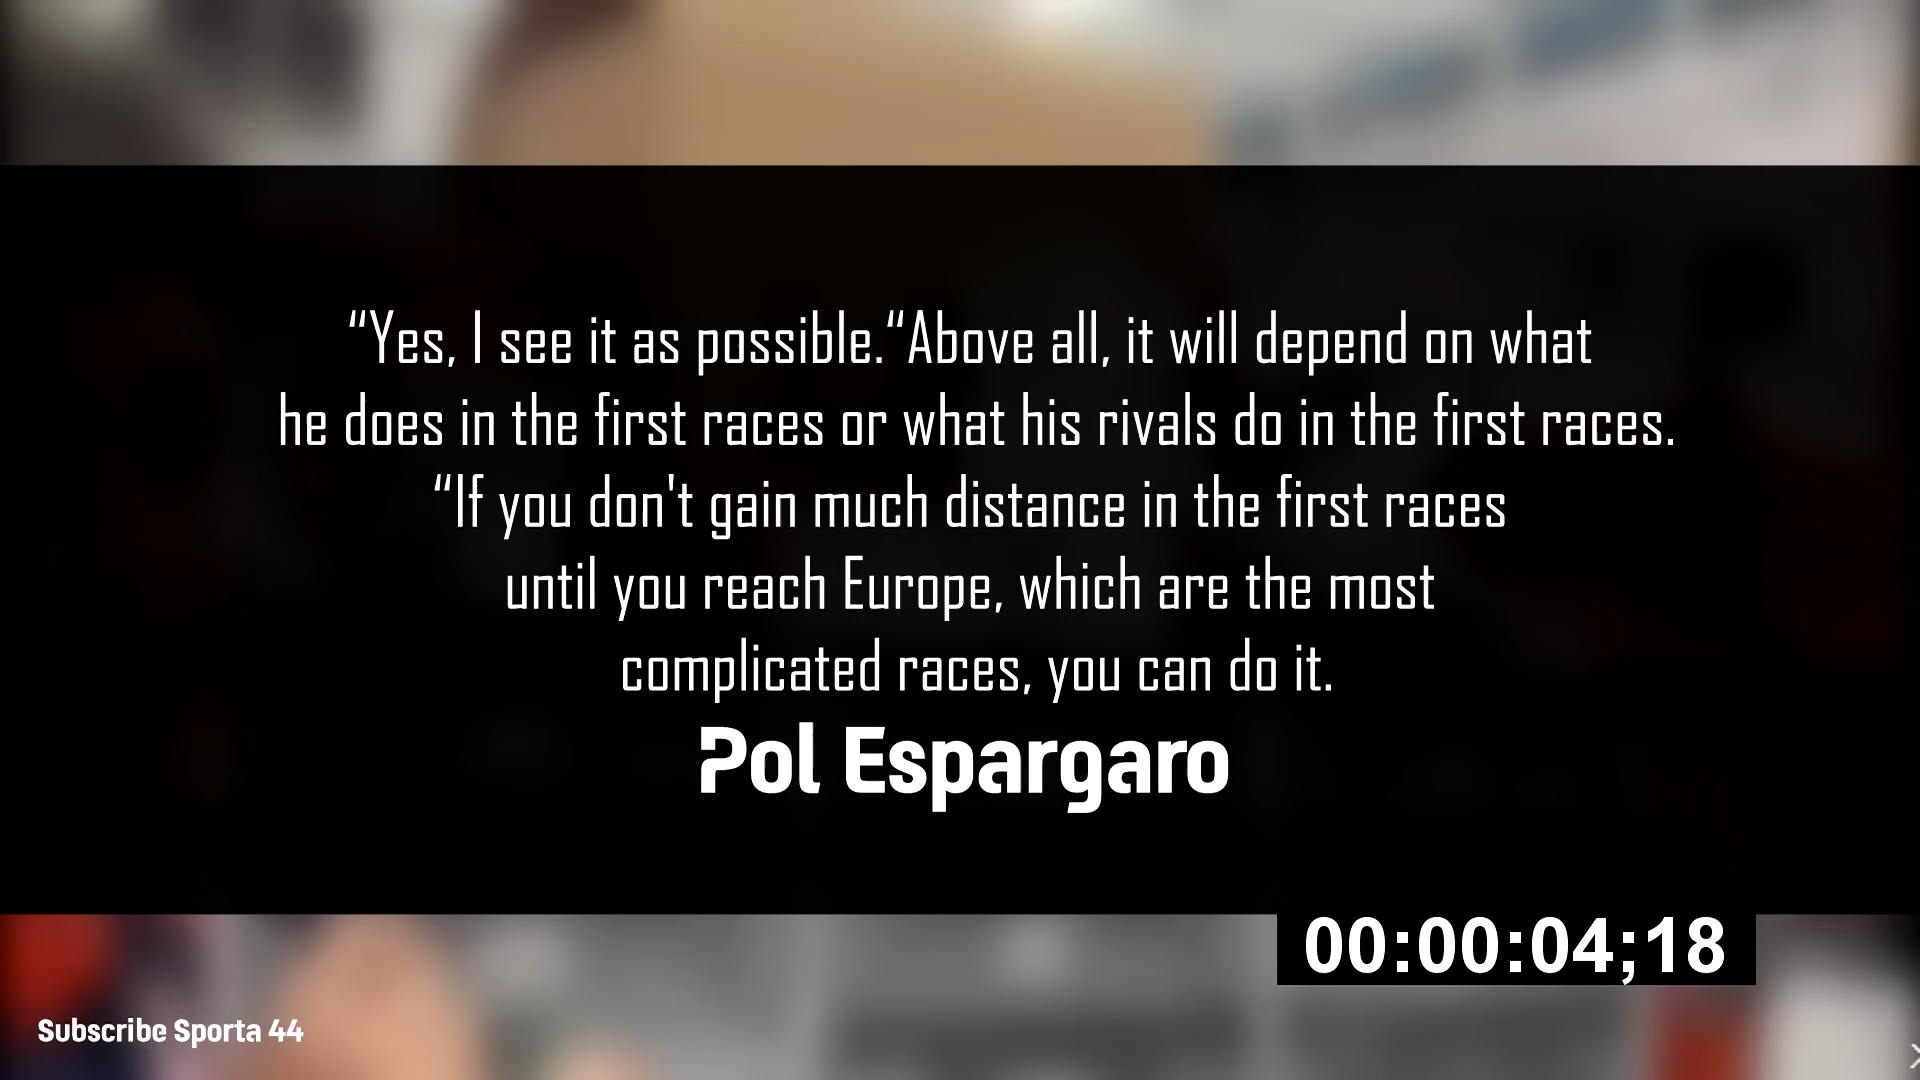 “Yes, I see it as possible.“Above all, it will depend on what
he does in the first races or what his rivals do in the first races.
“If you don't gain much distance in the first races
until you reach Europe, which are the most
complicated races, you can do it.
Pol Espargaro
00:00:04;18
Subscribe Sporta 44